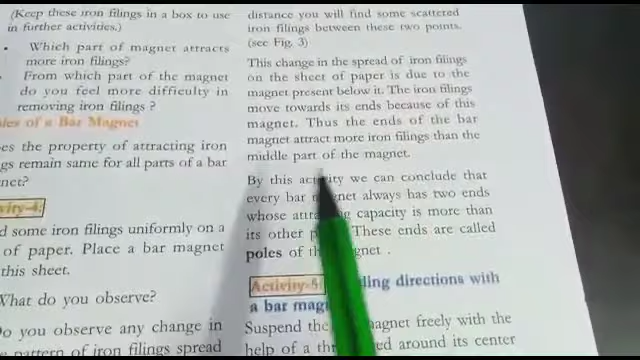 (Keep these iron filings in a box to use
in further activities.)
Which part of magnet attracts
more iron filings?
From which part of the magnet
do you feel more difficulty in
removing iron filings ?
of a Bar Magnet
the property of attracting iron
remain same for all parts of a bar
some iron filings uniformly on a
of paper. Place a bar magnet
this sheet.
What do you observe?
you observe any change in
pattern of iron filings spread
distance you will find some scattered
iron filings between these two points.
(see Fig. 3)
This change in the spread of iron filings
on the sheet of paper is due to the
magnet present below it. The iron filings
move towards its ends because of this
magnet. Thus the ends of the bar
magnet attract more iron filings than the
middle part of the magnet.
By this activity we can conclude that
every bar magnet always has two ends
whose capacity is more than
its other These ends are called
poles of .
Activity-5: directions with
a bar
Suspend the magnet freely with the
help of a around its center